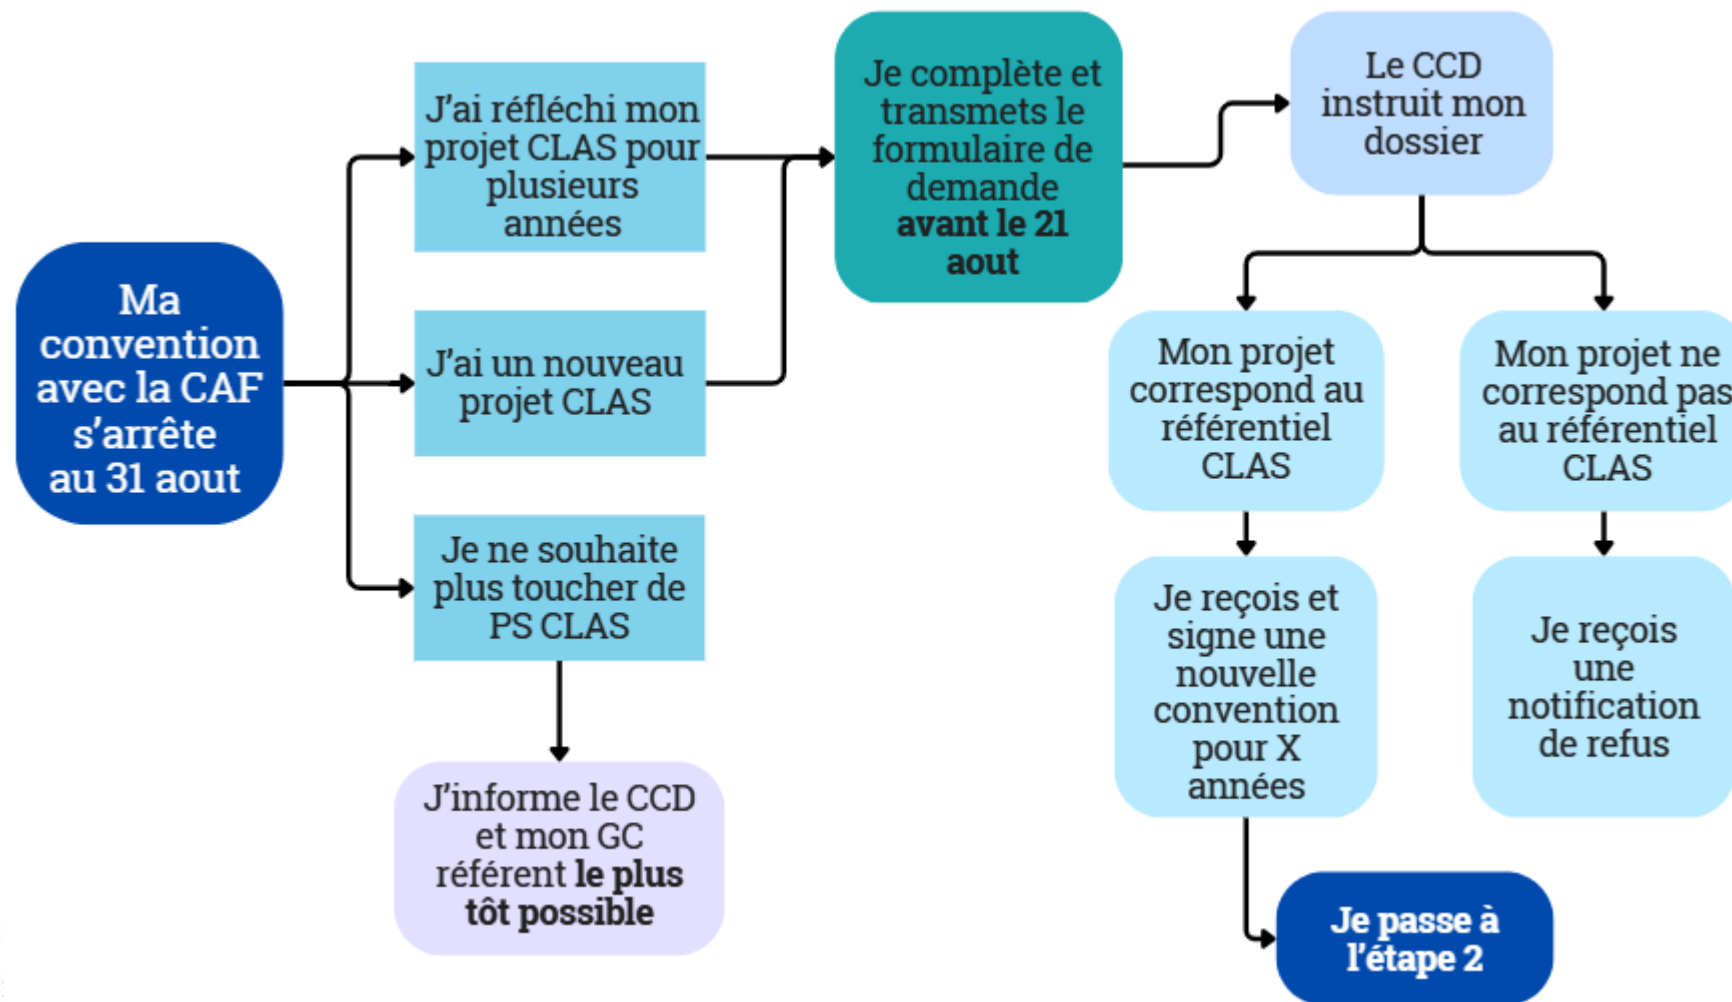 Ma
convention
avec la CAF
s'arrête
au 31 aout
J'ai réfléchi mon
projet CLAS pour
plusieurs
années
J'ai un nouveau
projet CLAS
Je ne souhaite
plus toucher de
PS CLAS
J'informe le CCD
et mon GC
référent le plus
tôt possible
Je complète et
transmets le
formulaire de
demande
avant le 21
aout
Le CCD
instruit mon
dossier
Mon projet
correspond au
référentiel
CLAS
Mon projet ne
correspond pas
au référentiel
CLAS
Je reçois et
signe une
nouvelle
convention
pour X
années
Je reçois
une
notification
de refus
Je passe à
l'étape 2